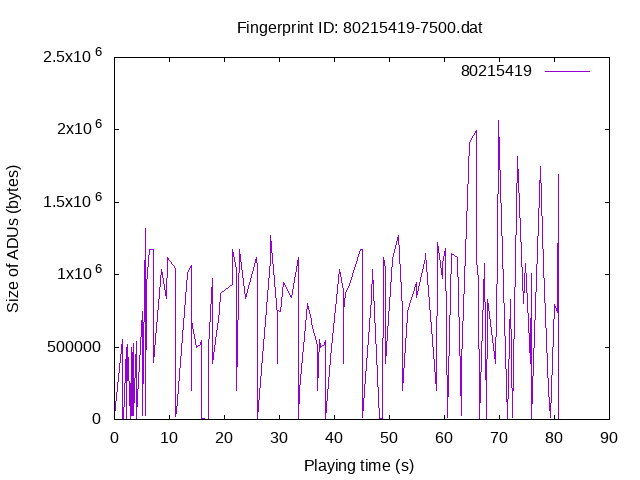 Fingerprint ID: 80215419-7500.dat
2.5x10 6
80215419
2x10 6
1.5x10 6
1x10 6
500000
0
0 10 20 30 40 50 60 70 80 90
Size of ADUs (bytes)
Playing time (s)